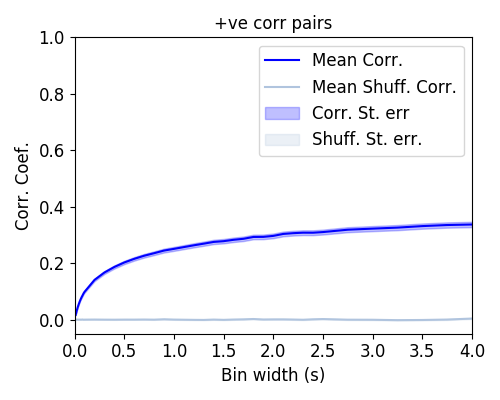 +ve corr pairs
1.0
0.8
0.6
0.4
0.2
0.0
Corr. Coef.
Mean Corr.
Mean Shuff. Corr.
Corr. St. err
Shuff. St. err.
0.0 0.5 1.0 1.5 2.0 2.5 3.0 3.5 4.0
Bin width (s)